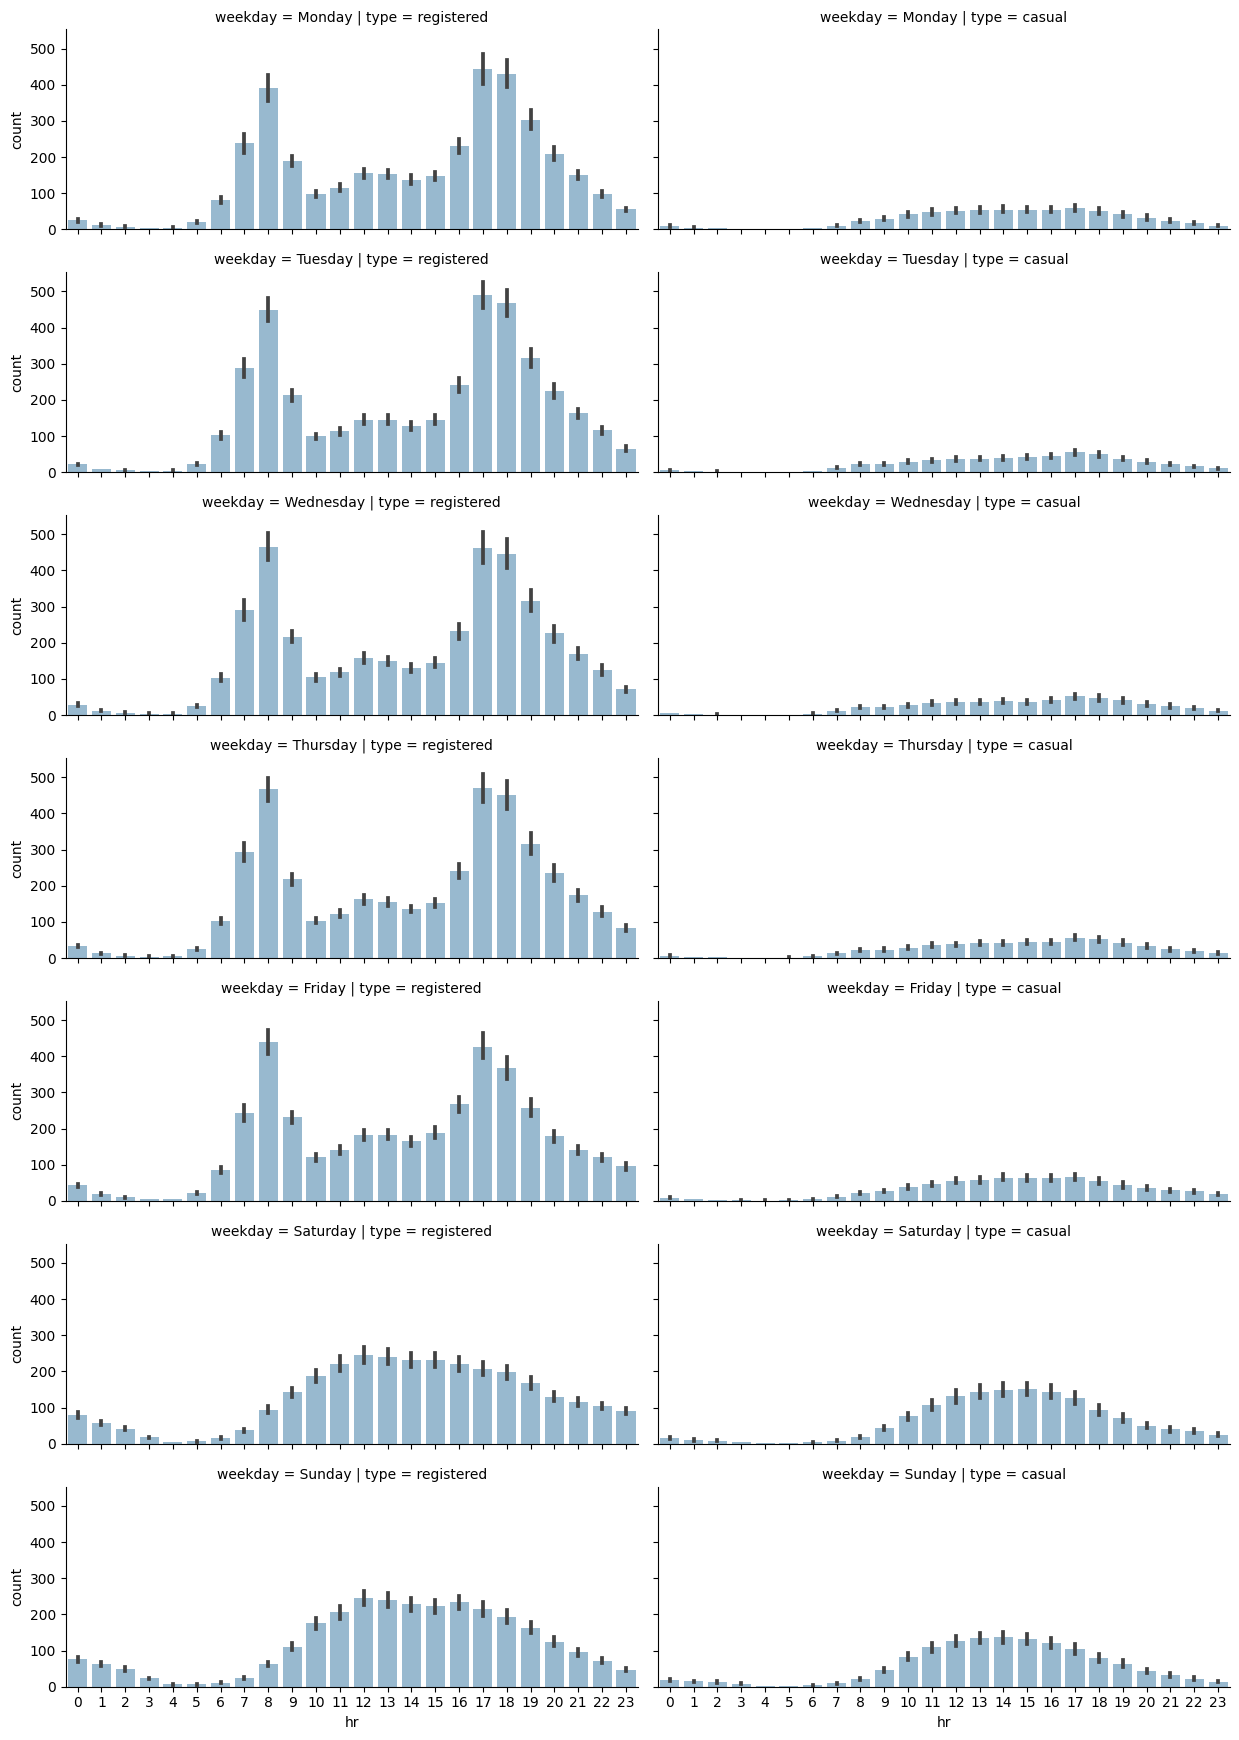 weekday = Monday | type = registered
weekday = Monday | type = casual
500
400
300
200
100
0
count
weekday = Tuesday | type = registered
weekday = Tuesday | type = casual
500
400
300
200
100
0
count
weekday = Wednesday | type = registered
weekday = Wednesday | type = casual
500
400
300
200
100
0
count
weekday = Thursday | type = registered
weekday = Thursday | type = casual
500
400
300
200
100
0
count
weekday = Friday | type = registered
weekday = Friday | type = casual
500
400
300
200
100
0
count
weekday = Saturday | type = registered
weekday = Saturday | type = casual
500
400
300
200
100
0
count
weekday = Sunday | type = registered
weekday = Sunday | type = casual
500
400
300
200
100
0
count
0 1 2 3 4 5 6 7 8 9 10 11 12 13 14 15 16 17 18 19 20 21 22 23
hr
0 1 2 3 4 5 6 7 8 9 10 11 12 13 14 15 16 17 18 19 20 21 22 23
hr